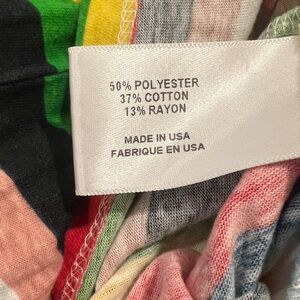 50% POLYESTER
37% COTTON
13% RAYON
MADE IN USA
FABRIQUE EN USA